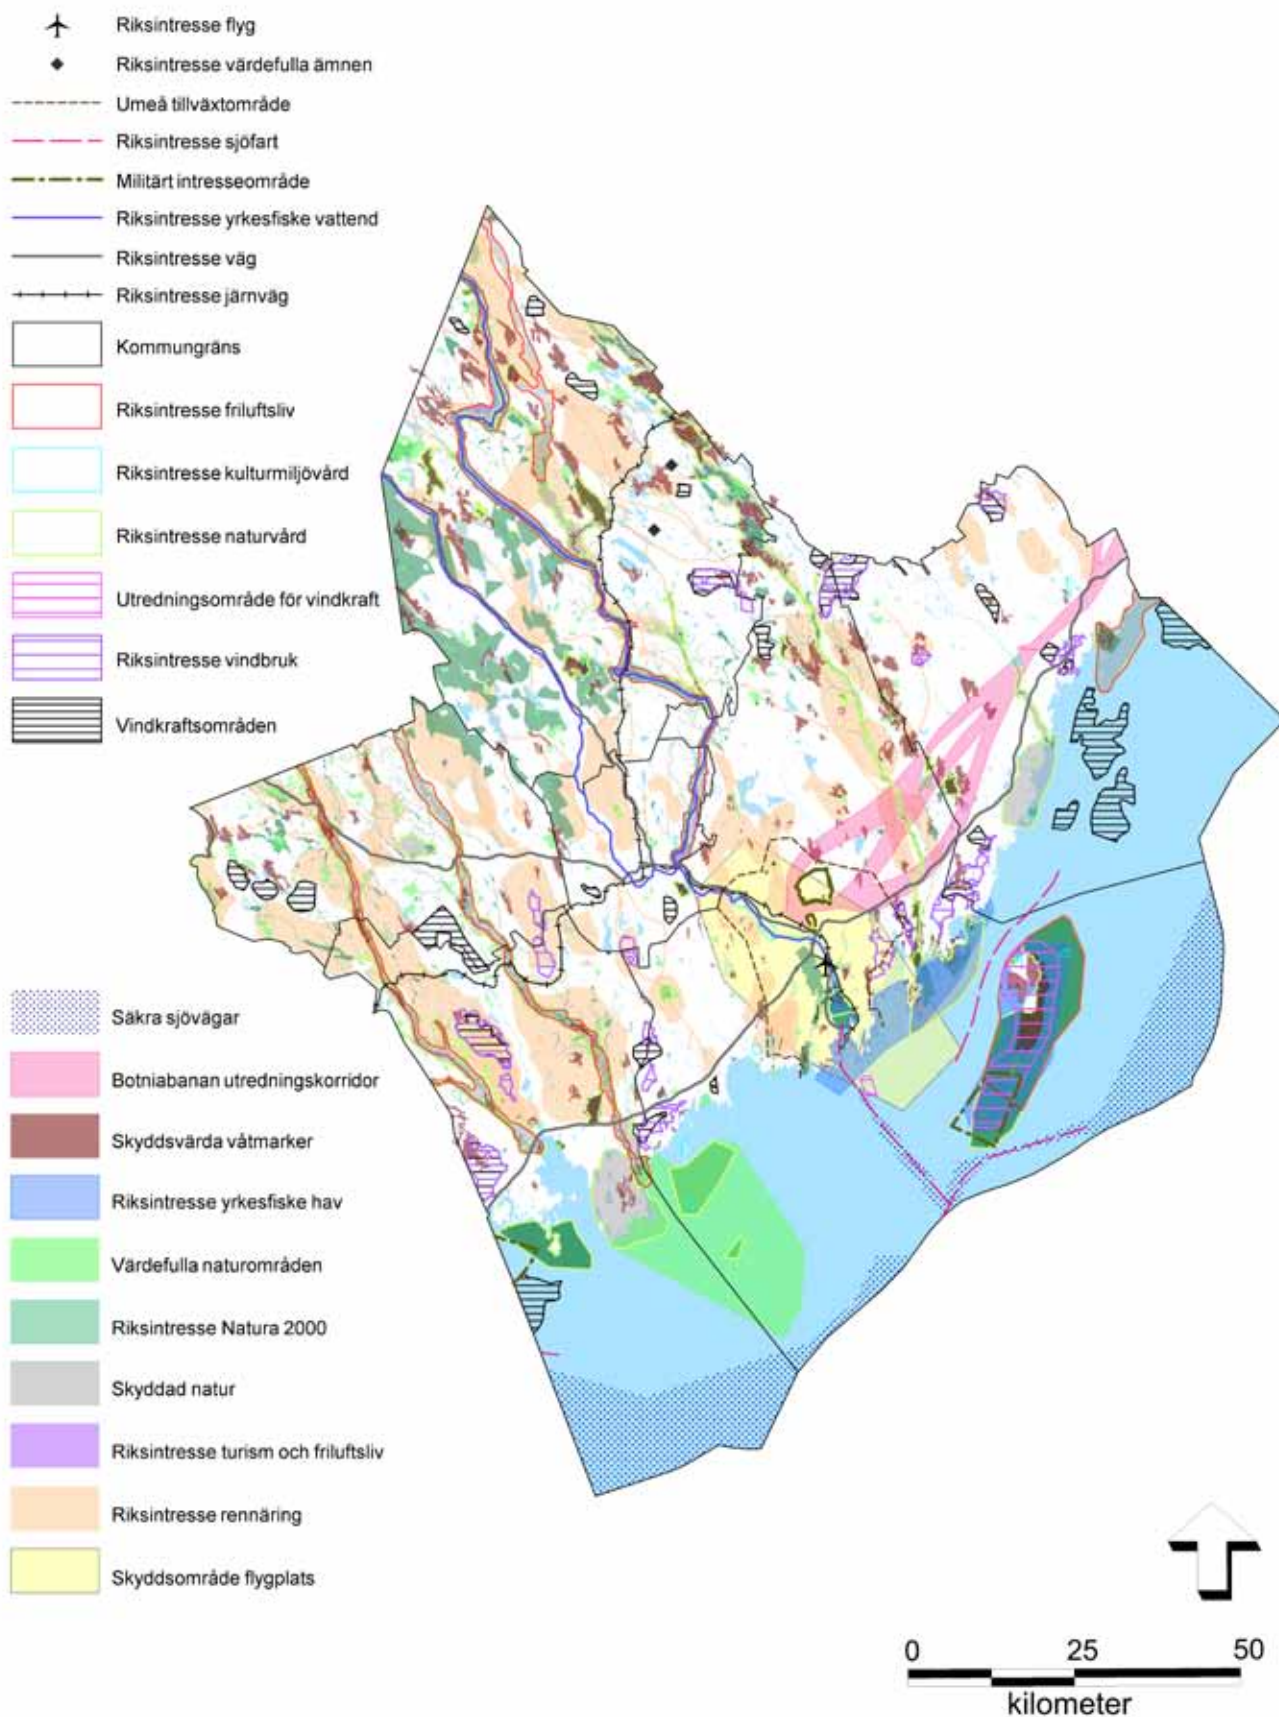 Riksintresse flyg
Riksintresse värdefulla ämnen
Umeå tillväxtområde
Riksintresse sjöfart
Militärt intresseområde
Riksintresse yrkesfiske vattend
Riksintresse väg
Riksintresse järnväg
Kommungräns
Riksintresse friluftsliv
Riksintresse kulturmiljövård
Riksintresse naturvård
Utredningsområde för vindkraft
Riksintresse vindbruk
Vindkraftsområden
Säkra sjövägar
Botniabanan utredningskorridor
Skyddsvärda våtmarker
Riksintresse yrkesfiske hav
Värdefulla naturområden
Riksintresse Natura 2000
Skyddad natur
Riksintresse turism och friluftsliv
Riksintresse rennäring
Skyddsområde flygplats
0 25 50
kilometer